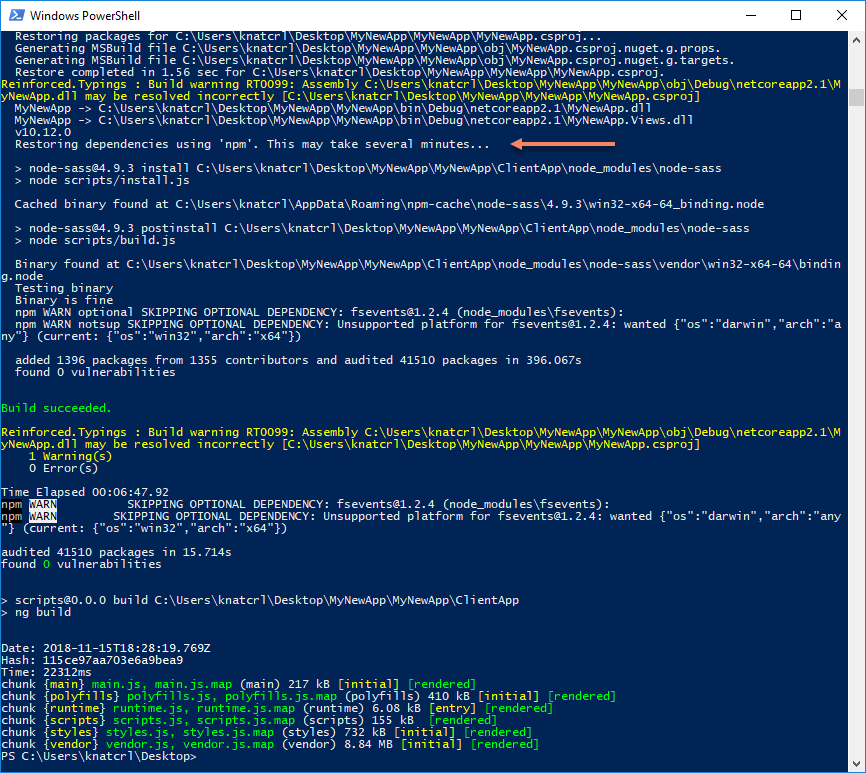 Windows PowerShell
Restoring packages for C:\Users\knatcrl\Desktop\MyNewApp\MyNewApp\MyNewApp.csproj...
Generating MSBuild file C:\Users\knatcrl\Desktop\MyNewApp\MyNewApp\obj\MyNewApp.csproj.nuget.g.props.
Generating MSBuild file C:\Users\knatcrl\Desktop\MyNewApp\MyNewApp\obj\MyNewApp.csproj.nuget.g.targets.
Restore completed in 1.56 sec for C:\Users\knatcrl\Desktop\MyNewApp\MyNewApp\MyNewApp.csproj.
Reinforced.Typings : Build warning RT0099: Assembly C:\Users\knatcrl\Desktop\MyNewApp\MyNewApp\obj\Debug\netcoreapp2.1\M
yNewApp.dll may be resolved incorrectly [C:\Users\knatcrl\Desktop\MyNewApp\MyNewApp\MyNewApp.csproj]
MyNewApp -> C:\Users\knatcrl\Desktop\MyNewApp\MyNewApp\bin\Debug\netcoreapp2.1\MyNewApp.dll
MyNewApp -> C:\Users\knatcrl\Desktop\MyNewApp\MyNewApp\bin\Debug\netcoreapp2.1\MyNewApp.Views.dll
v10.12.0
Restoring dependencies using 'npm'. This may take several minutes...
> node-sass@4.9.3 install C:\Users\knatcrl\Desktop\MyNewApp\MyNewApp\ClientApp\node_modules\node-sass
> node scripts/install.js
Cached binary found at C:\Users\knatcrl\AppData\Roaming\npm-cache\node-sass\4.9.3\win32-x64-64_binding.node
> node-sass@4.9.3 postinstall C:\Users\knatcrl\Desktop\MyNewApp\MyNewApp\ClientApp\node_modules\node-sass
> node scripts/build.js
Binary found at C:\Users\knatcrl\Desktop\MyNewApp\MyNewApp\ClientApp\node_modules\node-sass\vendor\win32-x64-64\bindin
g.node
Testing binary
Binary is fine
npm WARN optional SKIPPING OPTIONAL DEPENDENCY: fsevents@1.2.4 (node_modules\fsevents):
npm WARN notsup SKIPPING OPTIONAL DEPENDENCY: Unsupported platform for fsevents@1.2.4: wanted {"os":"darwin","arch":"a
ny"} (current: {"os":"win32","arch":"x64"})
added 1396 packages from 1355 contributors and audited 41510 packages in 396.067s
found 0 vulnerabilities
Build succeeded.
Reinforced.Typings : Build warning RT0099: Assembly C:\Users\knatcrl\Desktop\MyNewApp\MyNewApp\obj\Debug\netcoreapp2.1\M
yNewApp.dll may be resolved incorrectly [C:\Users\knatcrl\Desktop\MyNewApp\MyNewApp\MyNewApp.csproj]
1 Warning(s)
0 Error(s)
Time Elapsed 00:06:47.92
npm WARN SKIPPING OPTIONAL DEPENDENCY: fsevents@1.2.4 (node_modules\fsevents):
npm WARN SKIPPING OPTIONAL DEPENDENCY: Unsupported platform for fsevents@1.2.4: wanted {"os":"darwin","arch":"any
"} (current: {"os":"win32","arch":"x64"})
audited 41510 packages in 15.714s
found 0 vulnerabilities
> scripts@0.0.0 build C:\Users\knatcrl\Desktop\MyNewApp\MyNewApp\ClientApp
> ng build
Date: 2018-11-15T18:28:19.769Z
Hash: 115ce97aa703e6a9bea9
Time: 22312ms
chunk {main} main.js, main.js.map (main) 217 kB [initial] [rendered]
chunk {polyfills} polyfills.js, polyfills.js.map (polyfills) 410 kB [initial] [rendered]
chunk {runtime} runtime.js, runtime.js.map (runtime) 6.08 kB [entry] [rendered]
chunk {scripts} scripts.js, scripts.js.map (scripts) 155 kB [rendered]
chunk {styles} styles.js, styles.js.map (styles) 732 kB [initial] [rendered]
chunk {vendor} vendor.js, vendor.js.map (vendor) 8.84 MB [initial] [rendered]
PS C:\Users\knatcrl\Desktop>